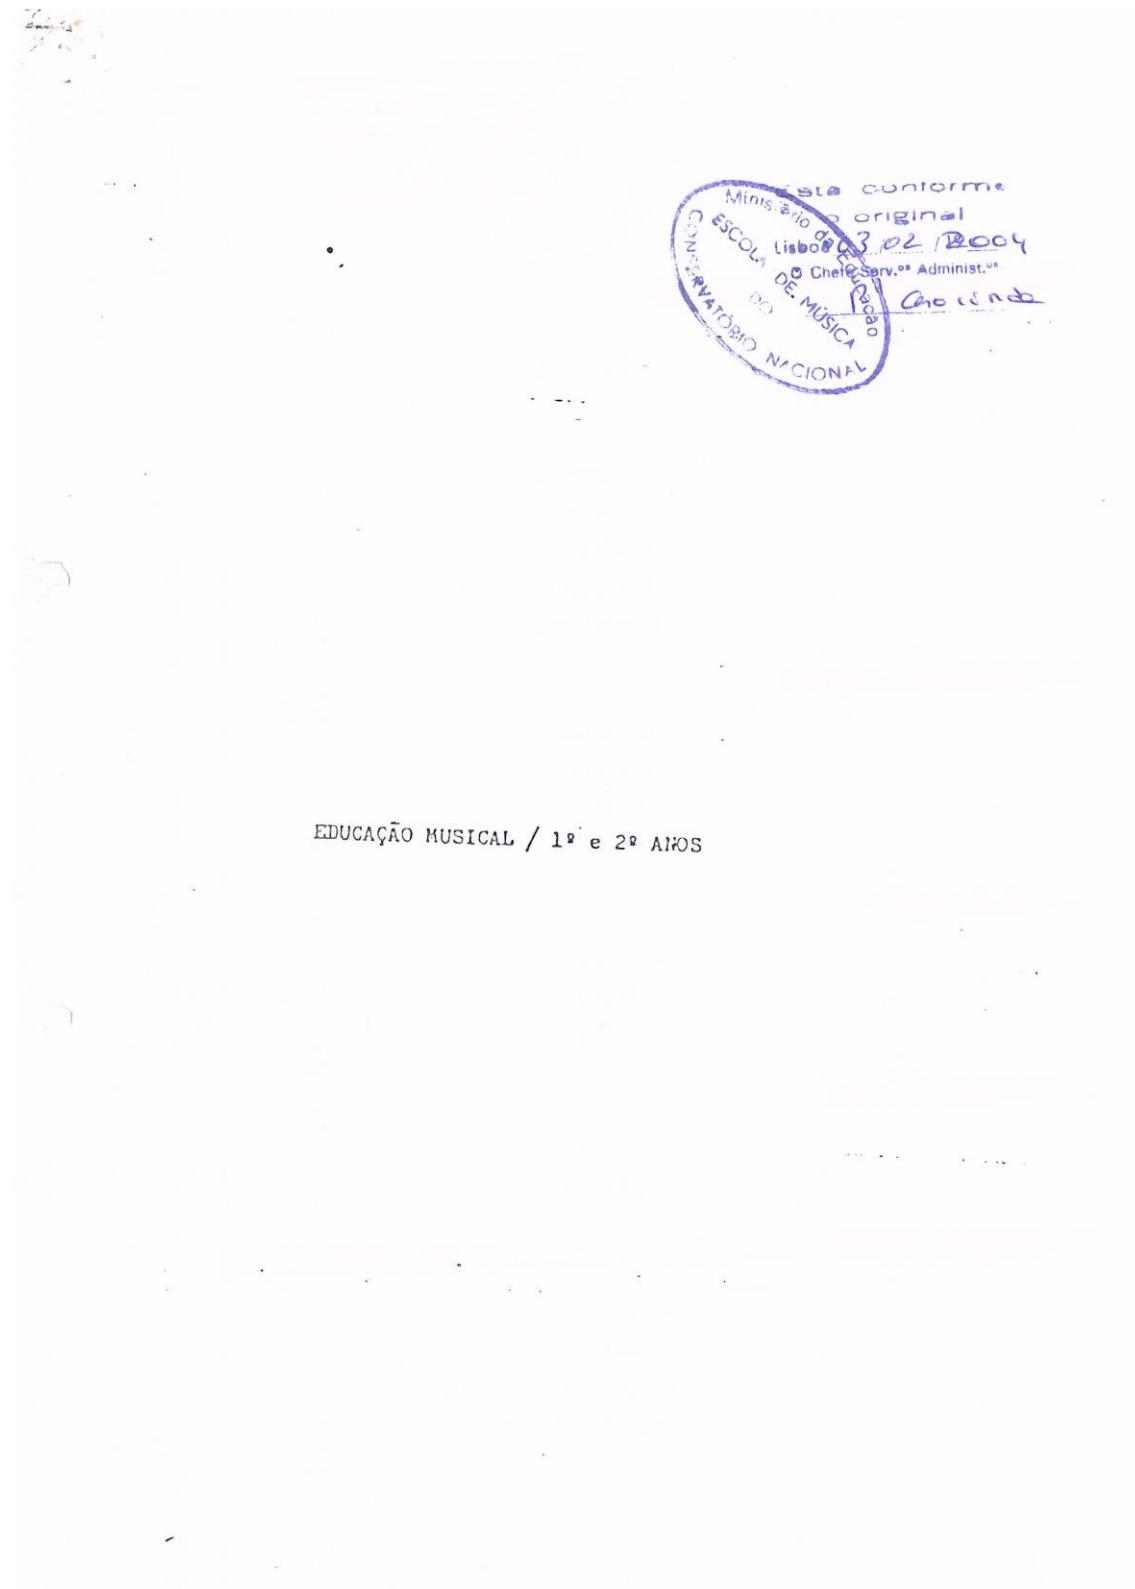 Está conforme
o original
Lisboa 03/02/2004
O Chefe Serv.os Administ.os
Ministério da Educação
ESCOLA DE MÚSICA
DO
CONSERVATÓRIO NACIONAL
EDUCAÇÃO MUSICAL / 1º e 2º ANOS